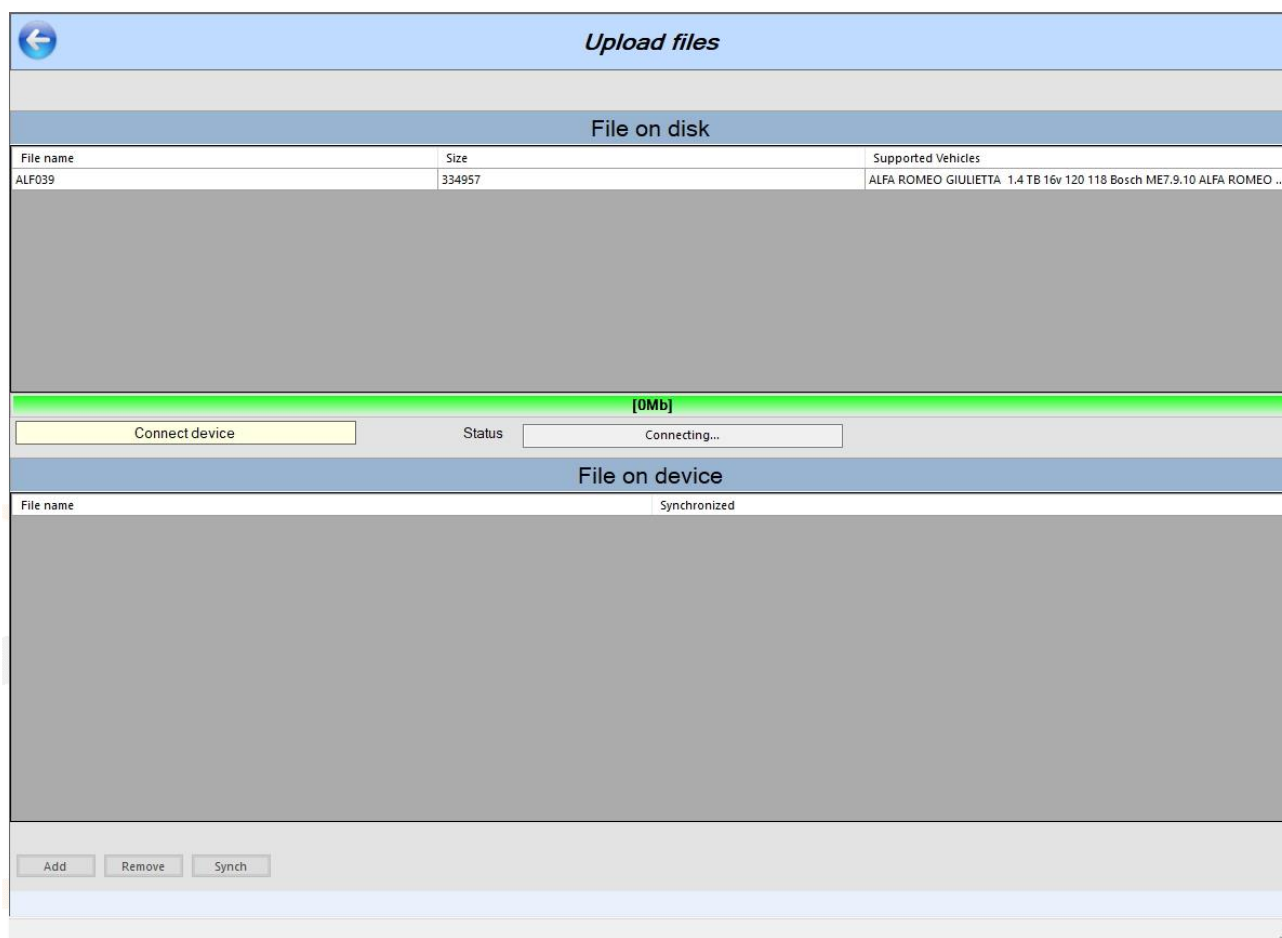 Upload files
File on disk
File name Size Supported Vehicles
ALF039 334957 ALFA ROMEO GIULIETTA 1.4 TB 16v 120 118 Bosch ME7.9.10 ALFA ROMEO ...
[0Mb]
Connect device Status Connecting...
File on device
File name Synchronized
Add Remove Synch